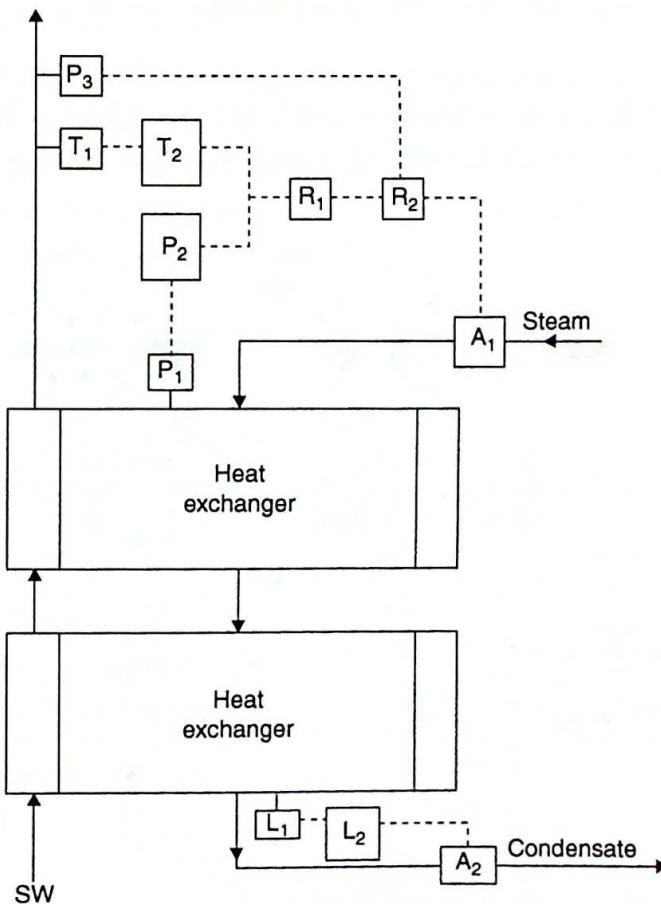 P3
T1
T2
R1
R2
P2
Steam
A1
P1
Heat
exchanger
Heat
exchanger
L1
L2
Condensate
A2
SW